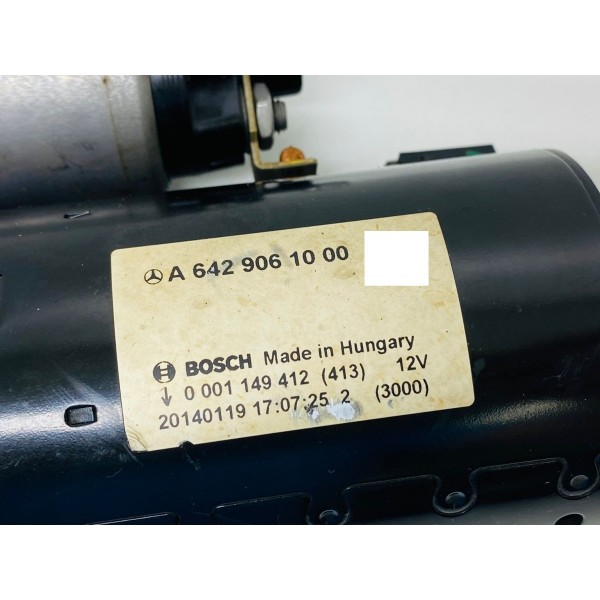 A 642 906 10 00
BOSCH Made in Hungary 12V
↓ 0 001 149 412 (413)
20140119 17:07:25 2 (3000)